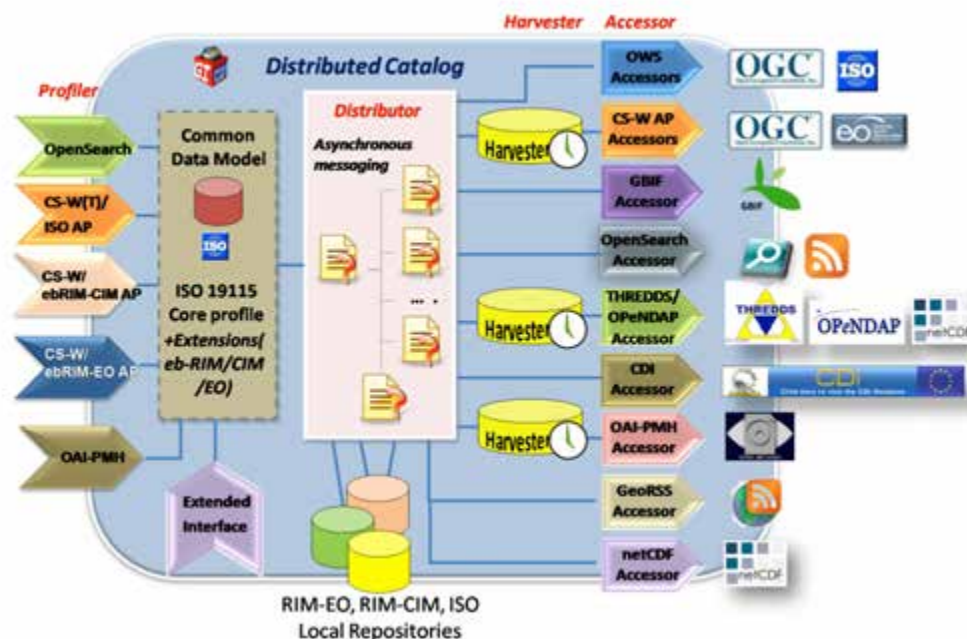 Harvester
Accessor
Distributed Catalog
Profiler
OpenSearch
CS-W(T)/
ISO AP
CS-W/
ebRIM-CIM AP
CS-W/
ebRIM-EO AP
OAI-PMH
Common
Data Model
ISO
ISO 19115
Core profile
+Extensions(
eb-RIM/CIM
/EO)
Extended
Interface
Distributor
Asynchronous
messaging
... .
RIM-EO, RIM-CIM, ISO
Local Repositories
Harvester
Harvester
Harvester
OWS
Accessors
CS-W AP
Accessors
GBIF
Accessor
OpenSearch
Accessor
THREDDS/
OPeNDAP
Accessor
CDI
Accessor
OAI-PMH
Accessor
GeoRSS
Accessor
netCDF
Accessor
OGC
ISO
OGC
eo
GBIF
THREDDS
OPeNDAP
netCDF
CDI
netCDF